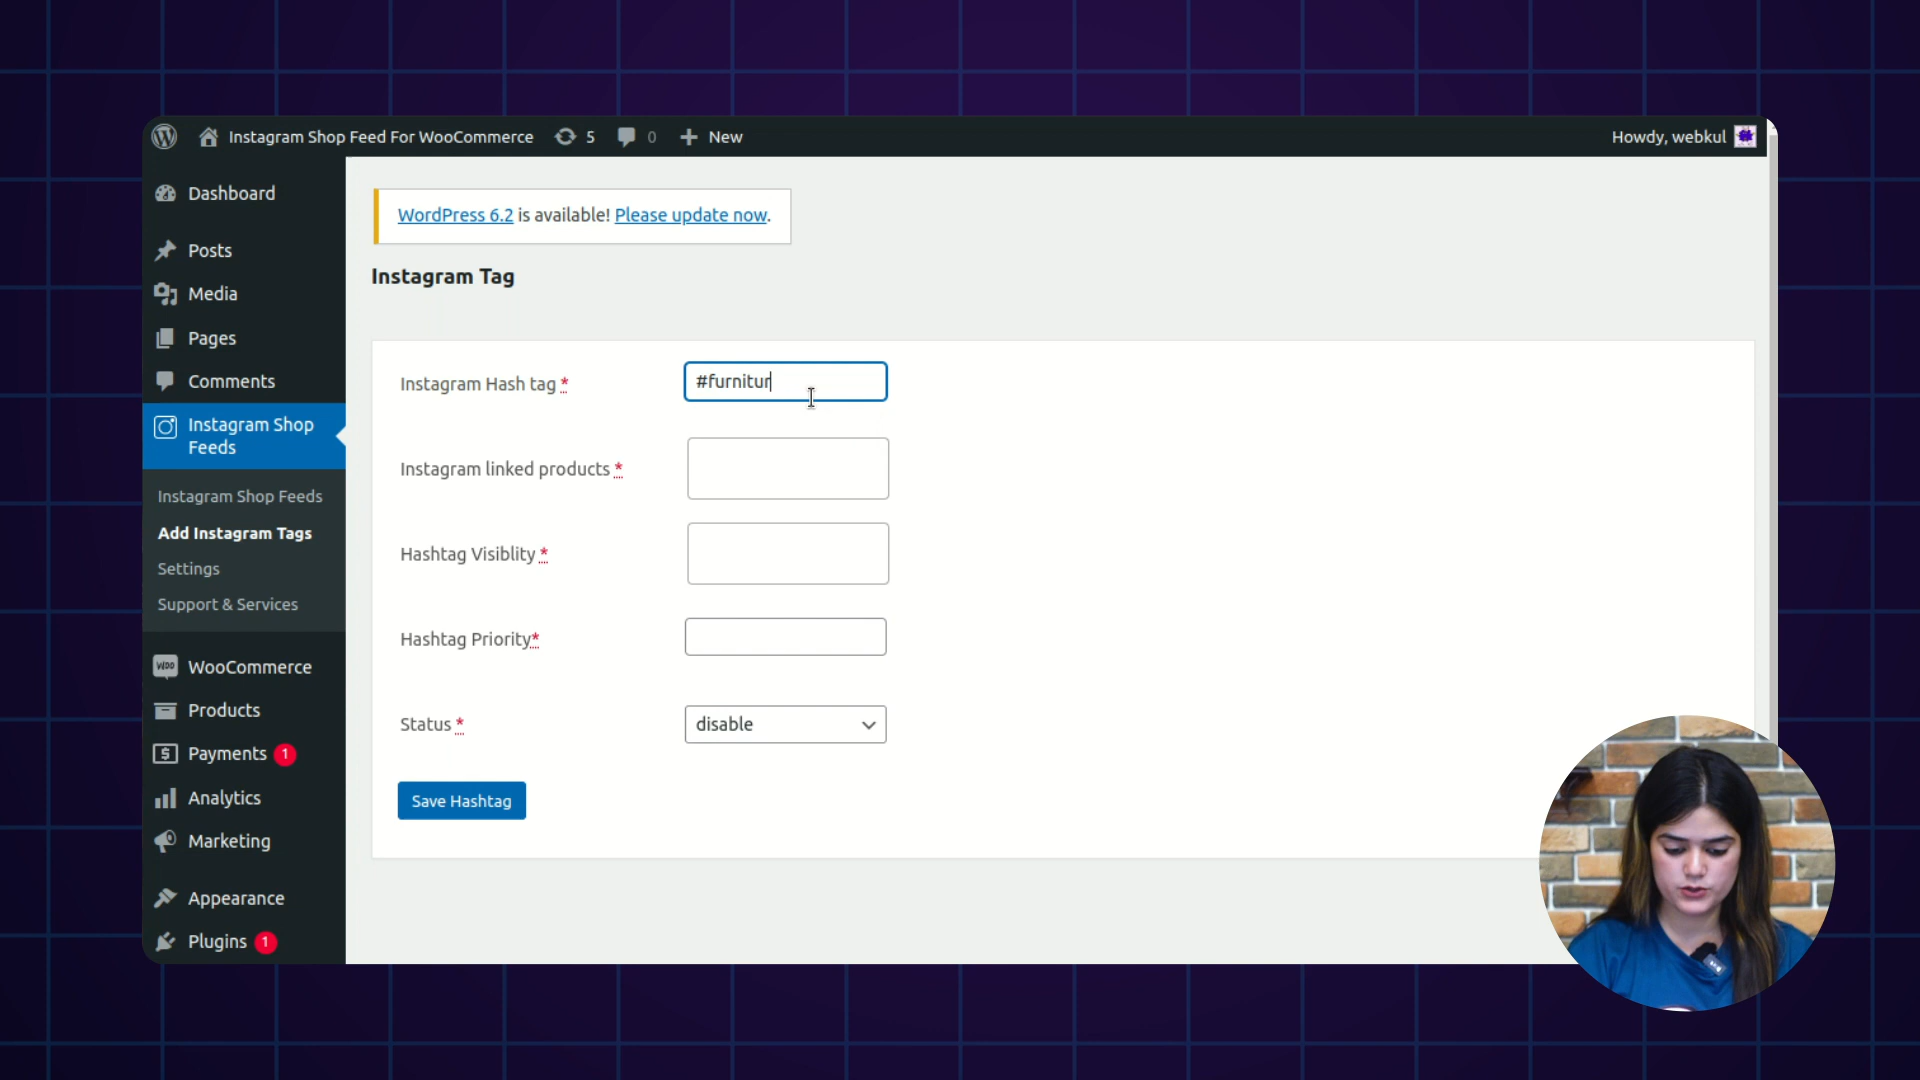 Instagram Shop Feed For WooCommerce 5 0 New
Howdy, webkul
Dashboard
Posts
Media
Pages
Comments
Instagram Shop
Feeds
Instagram Shop Feeds
Add Instagram Tags
Settings
Support & Services
WOO WooCommerce
Products
Payments 1
Analytics
Marketing
Appearance
Plugins 1
WordPress 6.2 is available! Please update now.
Instagram Tag
Instagram Hash tag *
#furnitur
Instagram linked products *
Hashtag Visiblity *
Hashtag Priority*
Status *
disable
Save Hashtag